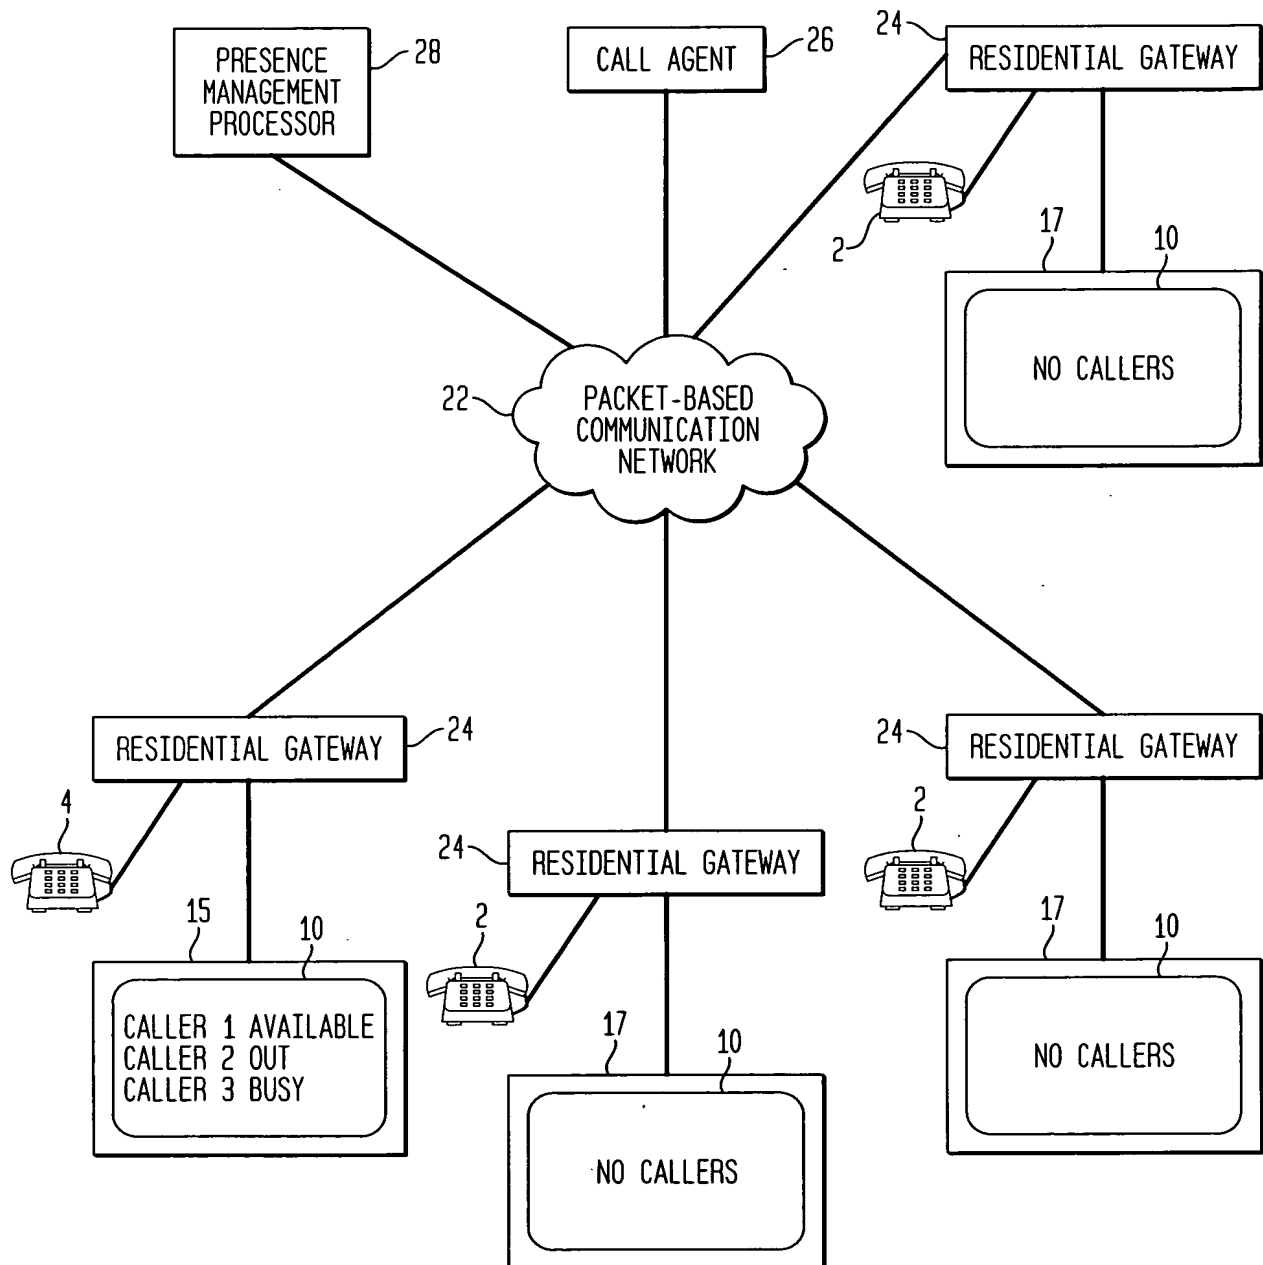 PRESENCE
MANAGEMENT
PROCESSOR
28
CALL AGENT
26
24
RESIDENTIAL GATEWAY
2
17
10
NO CALLERS
22
PACKET-BASED
COMMUNICATION
NETWORK
RESIDENTIAL GATEWAY
24
4
15
10
CALLER 1 AVAILABLE
CALLER 2 OUT
CALLER 3 BUSY
24
RESIDENTIAL GATEWAY
2
17
10
NO CALLERS
24
RESIDENTIAL GATEWAY
2
17
10
NO CALLERS